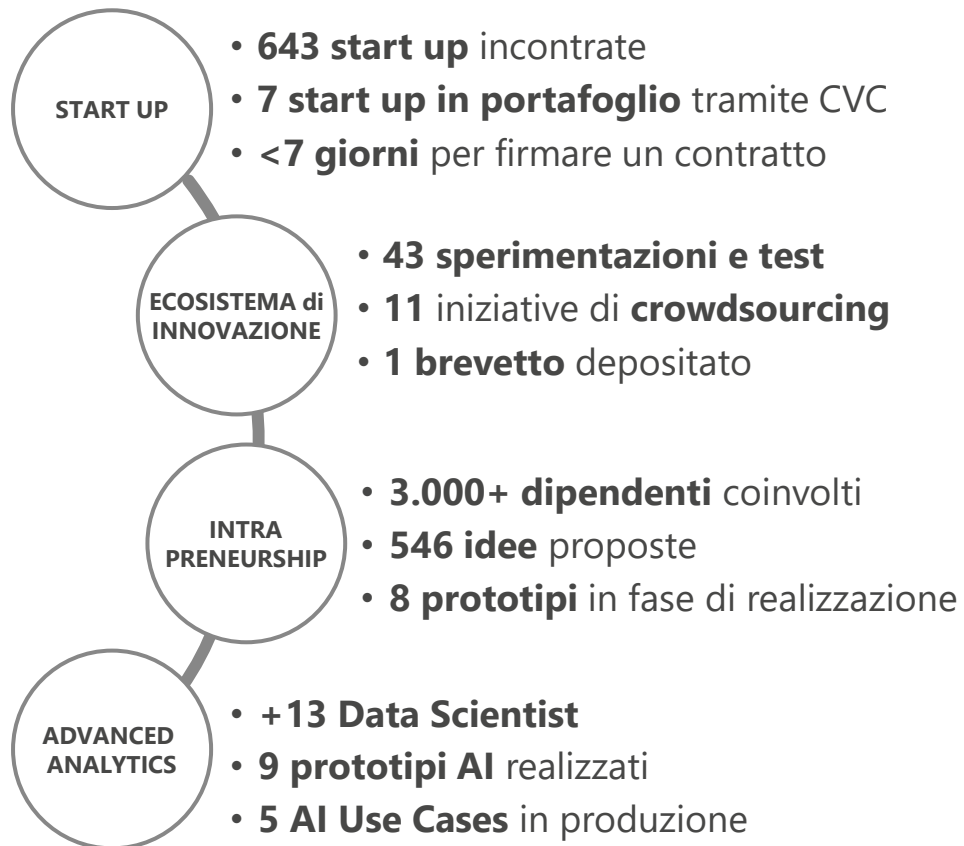 START UP
• 643 start up incontrate
• 7 start up in portafoglio tramite CVC
• <7 giorni per firmare un contratto
ECOSISTEMA di
INNOVAZIONE
• 43 sperimentazioni e test
• 11 iniziative di crowdsourcing
• 1 brevetto depositato
INTRA
PRENEURSHIP
• 3.000+ dipendenti coinvolti
• 546 idee proposte
• 8 prototipi in fase di realizzazione
ADVANCED
ANALYTICS
• +13 Data Scientist
• 9 prototipi AI realizzati
• 5 AI Use Cases in produzione